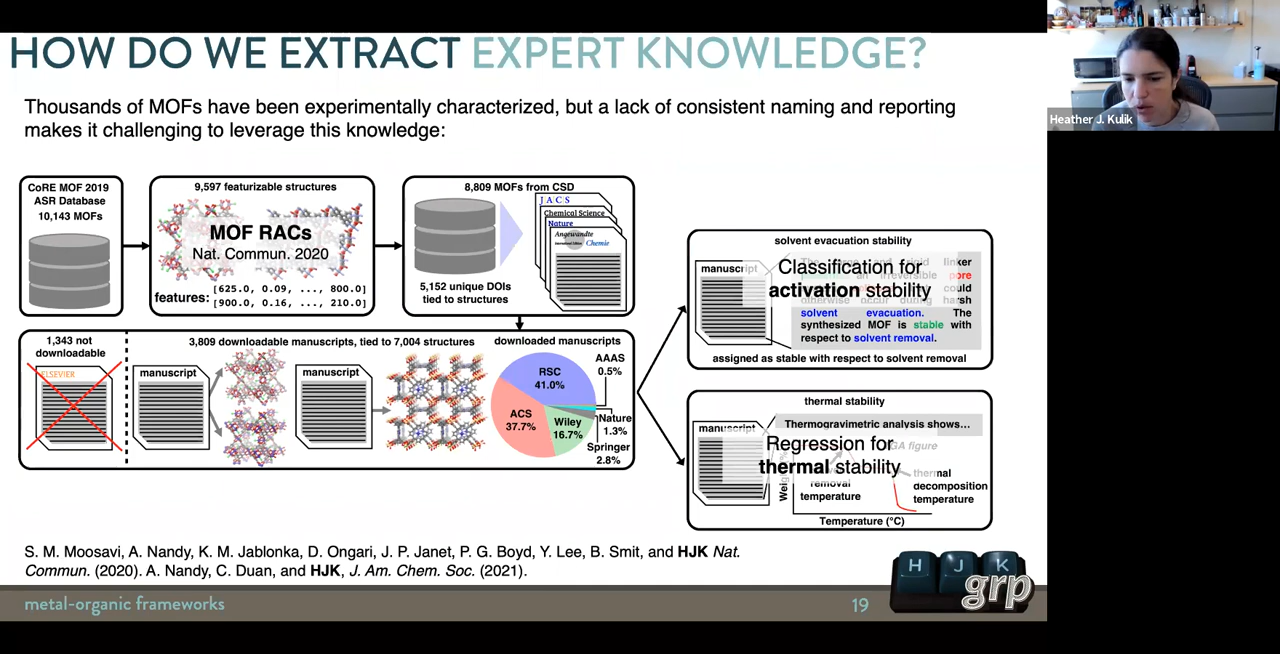 HOW DO WE EXTRACT EXPERT KNOWLEDGE?
Heather J. Kulik
Thousands of MOFs have been experimentally characterized, but a lack of consistent naming and reporting
makes it challenging to leverage this knowledge:
CoRE MOF 2019
ASR Database
10,143 MOFs
9,597 featurizable structures
MOF RACs
Nat. Commun. 2020
features:
[625.0, 0.09, ..., 800.0]
[900.0, 0.16, ..., 210.0]
8,809 MOFs from CSD
JACS
Chemical Science
Nature
Angewandte
Chemie
5,152 unique DOIs
tied to structures
1,343 not
downloadable
ELSEVIER
3,809 downloadable manuscripts, tied to 7,004 structures
manuscript
manuscript
downloaded manuscripts
AAAS
0.5%
RSC
41.0%
ACS
37.7%
Wiley
16.7%
Nature
1.3%
Springer
2.8%
solvent evacuation stability
manuscript
linker
Classification for
an irreversible pore
could
activation stability
otherwise occur during harsh
solvent evacuation. The
synthesized MOF is stable with
respect to solvent removal.
assigned as stable with respect to solvent removal
thermal stability
manuscript
Thermogravimetric analysis shows...
TGA figure
Regression for
thermal stability
removal
temperature
thermal
decomposition
temperature
Temperature (°C)
S. M. Moosavi, A. Nandy, K. M. Jablonka, D. Ongari, J. P. Janet, P. G. Boyd, Y. Lee, B. Smit, and HJK Nat.
Commun. (2020). A. Nandy, C. Duan, and HJK, J. Am. Chem. Soc. (2021).
metal-organic frameworks
19
H J K
grp